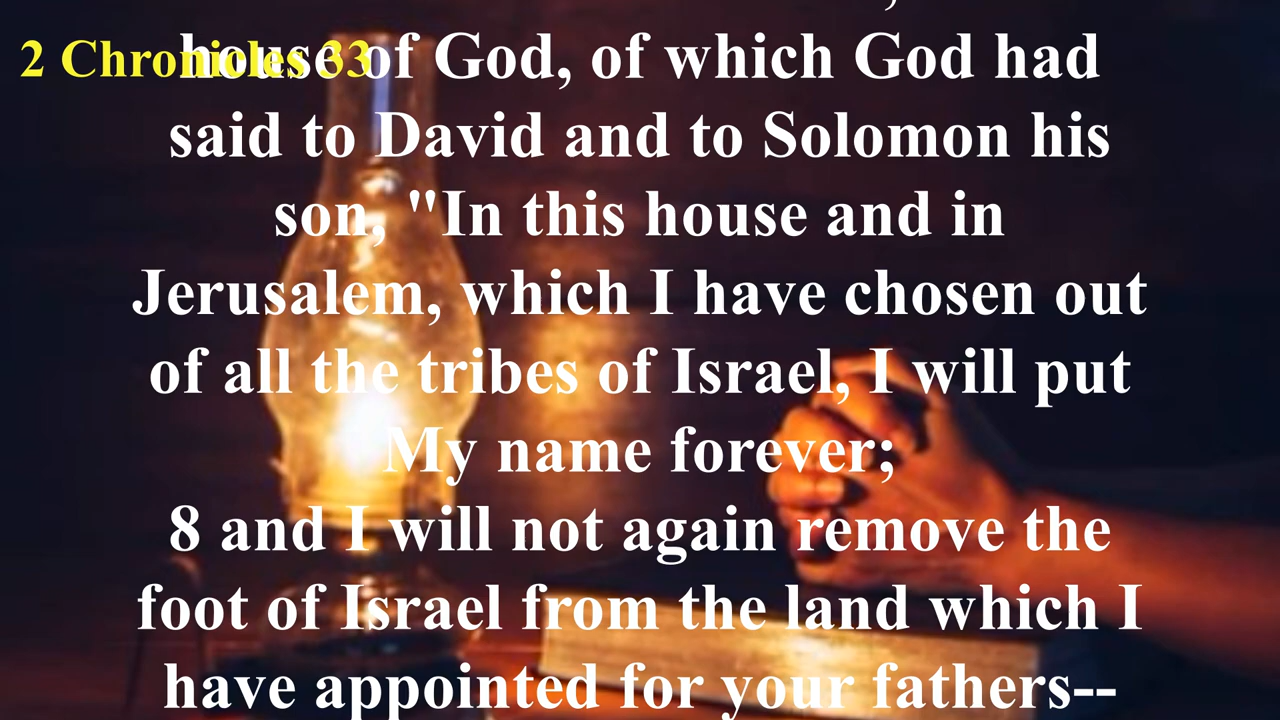 2 Chronicles 33
house of God, of which God had
said to David and to Solomon his
son, "In this house and in
Jerusalem, which I have chosen out
of all the tribes of Israel, I will put
My name forever;
8 and I will not again remove the
foot of Israel from the land which I
have appointed for your fathers--